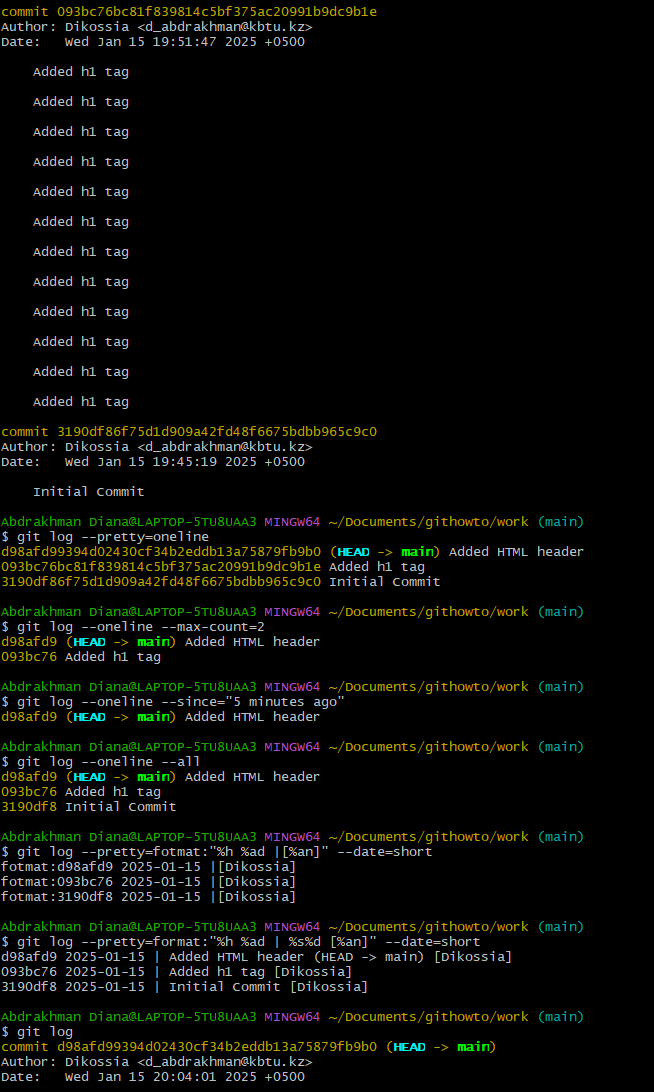 commit 093bc76bc81f839814c5bf375ac20991b9dc9b1e
Author: Dikossia <d_abdrakhman@kbtu.kz>
Date:   Wed Jan 15 19:51:47 2025 +0500
    Added h1 tag
    Added h1 tag
    Added h1 tag
    Added h1 tag
    Added h1 tag
    Added h1 tag
    Added h1 tag
    Added h1 tag
    Added h1 tag
    Added h1 tag
    Added h1 tag
    Added h1 tag
commit 3190df86f75d1d909a42fd48f6675bdbb965c9c0
Author: Dikossia <d_abdrakhman@kbtu.kz>
Date:   Wed Jan 15 19:45:19 2025 +0500
    Initial Commit
Abdrakhman Diana@LAPTOP-5TU8UAA3 MINGW64 ~/Documents/githowto/work (main)
$ git log --pretty=oneline
d98afd99394d02430cf34b2eddb13a75879fb9b0 (HEAD -> main) Added HTML header
093bc76bc81f839814c5bf375ac20991b9dc9b1e Added h1 tag
3190df86f75d1d909a42fd48f6675bdbb965c9c0 Initial Commit
Abdrakhman Diana@LAPTOP-5TU8UAA3 MINGW64 ~/Documents/githowto/work (main)
$ git log --oneline --max-count=2
d98afd9 (HEAD -> main) Added HTML header
093bc76 Added h1 tag
Abdrakhman Diana@LAPTOP-5TU8UAA3 MINGW64 ~/Documents/githowto/work (main)
$ git log --oneline --since="5 minutes ago"
d98afd9 (HEAD -> main) Added HTML header
Abdrakhman Diana@LAPTOP-5TU8UAA3 MINGW64 ~/Documents/githowto/work (main)
$ git log --oneline --all
d98afd9 (HEAD -> main) Added HTML header
093bc76 Added h1 tag
3190df8 Initial Commit
Abdrakhman Diana@LAPTOP-5TU8UAA3 MINGW64 ~/Documents/githowto/work (main)
$ git log --pretty=fotmat:"%h %ad |[%an]" --date=short
fotmat:d98afd9 2025-01-15 |[Dikossia]
fotmat:093bc76 2025-01-15 |[Dikossia]
fotmat:3190df8 2025-01-15 |[Dikossia]
Abdrakhman Diana@LAPTOP-5TU8UAA3 MINGW64 ~/Documents/githowto/work (main)
$ git log --pretty=format:"%h %ad | %s%d [%an]" --date=short
d98afd9 2025-01-15 | Added HTML header (HEAD -> main) [Dikossia]
093bc76 2025-01-15 | Added h1 tag [Dikossia]
3190df8 2025-01-15 | Initial Commit [Dikossia]
Abdrakhman Diana@LAPTOP-5TU8UAA3 MINGW64 ~/Documents/githowto/work (main)
$ git log
commit d98afd99394d02430cf34b2eddb13a75879fb9b0 (HEAD -> main)
Author: Dikossia <d_abdrakhman@kbtu.kz>
Date:   Wed Jan 15 20:04:01 2025 +0500